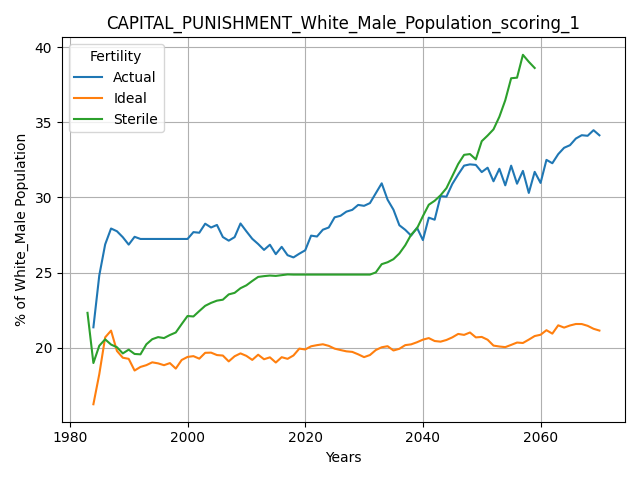 CAPITAL_PUNISHMENT_White_Male_Population_scoring_1
Fertility
Actual
Ideal
Sterile
% of White_Male Population
40
35
30
25
20
1980
2000
2020
2040
2060
Years